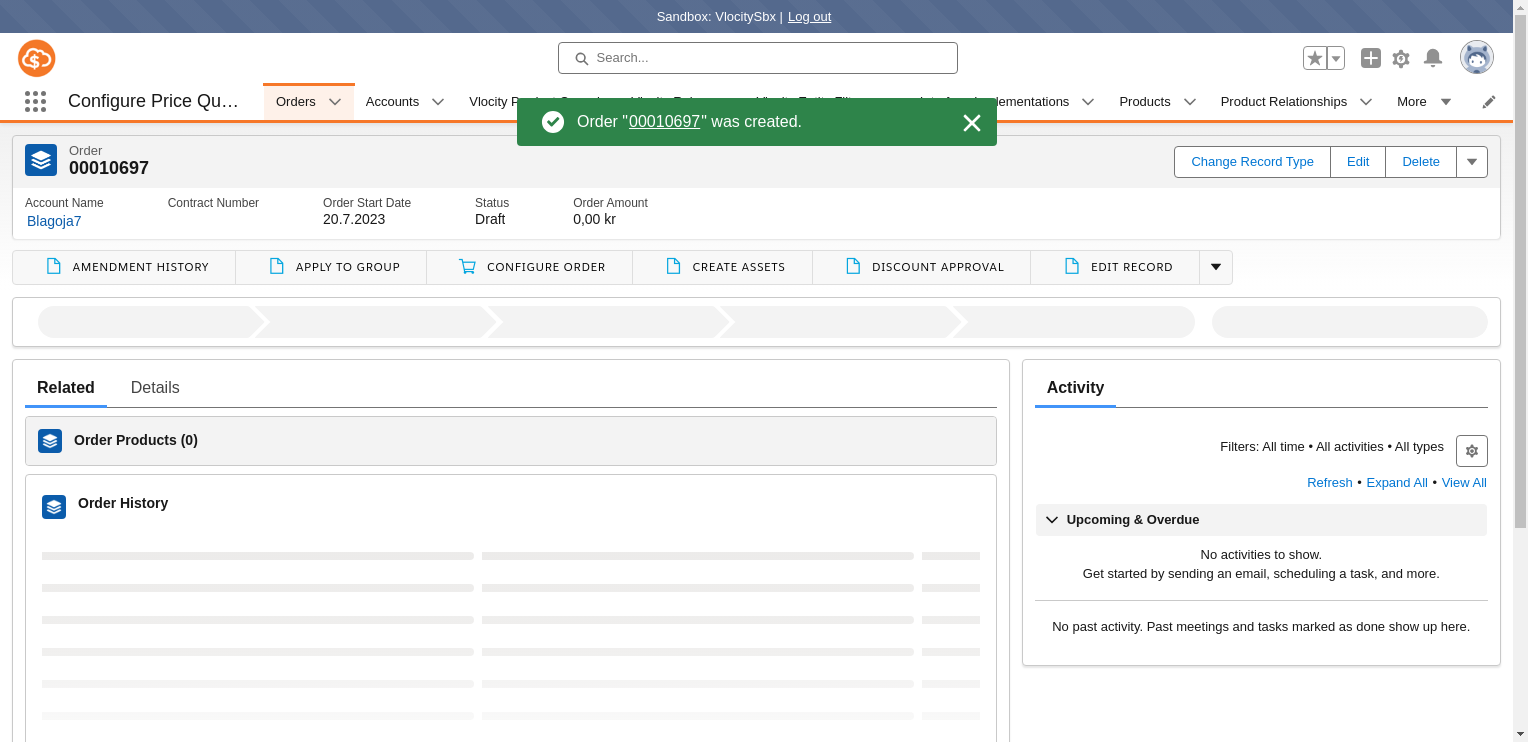 Sandbox: VlocitySbx | Log out
Search...
Configure Price Qu…
Orders
Accounts
Products
Product Relationships
More
Order "00010697" was created.
Order
00010697
Change Record Type
Edit
Delete
Account Name
Contract Number
Order Start Date
Status
Order Amount
Blagoja7
20.7.2023
Draft
0,00 kr
AMENDMENT HISTORY
APPLY TO GROUP
CONFIGURE ORDER
CREATE ASSETS
DISCOUNT APPROVAL
EDIT RECORD
Related
Details
Order Products (0)
Order History
Activity
Filters: All time • All activities • All types
Refresh • Expand All • View All
Upcoming & Overdue
No activities to show.
Get started by sending an email, scheduling a task, and more.
No past activity. Past meetings and tasks marked as done show up here.